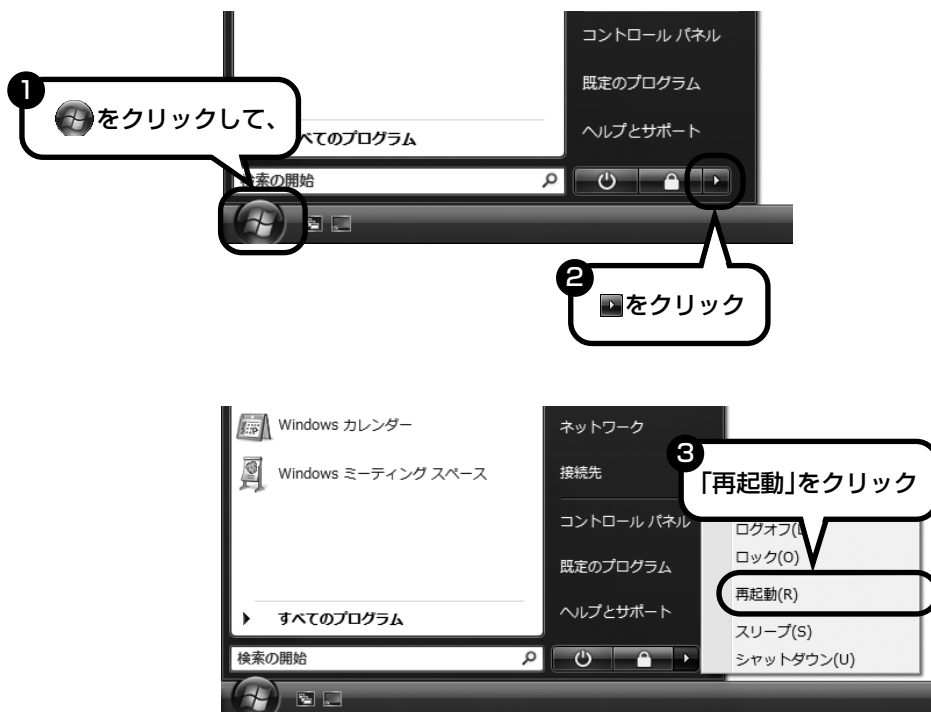 コントロール パネル
❶
をクリックして、
既定のプログラム
べてのプログラム
ヘルプとサポート
索の開始
❷
をクリック
Windows カレンダー
ネットワーク
❸
「再起動」をクリック
Windows ミーティング スペース
接続先
コントロール パネル
ログオフ(
ロック(O)
既定のプログラム
再起動(R)
すべてのプログラム
ヘルプとサポート
スリープ(S)
検索の開始
シャットダウン(U)